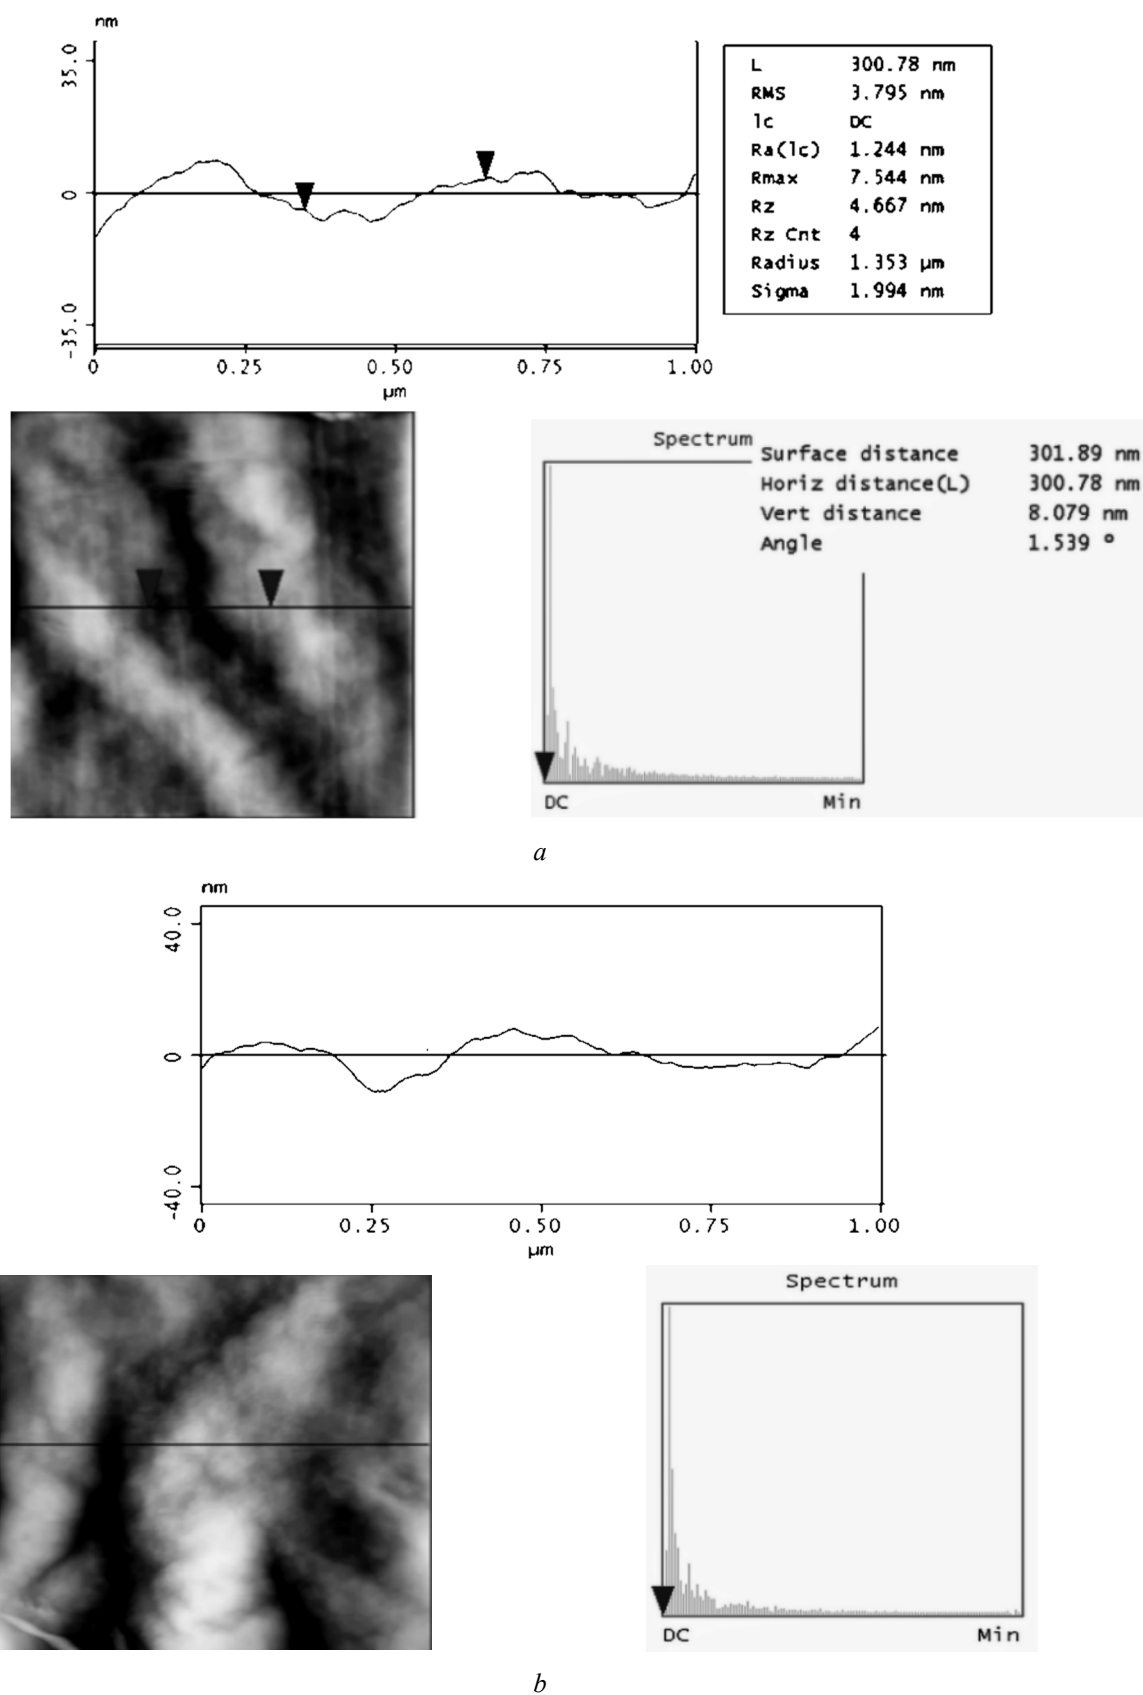 nm
35.0
0
-35.0
0 0.25 0.50 0.75 1.00
µm
L 300.78 nm
RMS 3.795 nm
lc DC
Ra(lc) 1.244 nm
Rmax 7.544 nm
Rz 4.667 nm
Rz Cnt 4
Radius 1.353 µm
Sigma 1.994 nm
Spectrum
Surface distance 301.89 nm
Horiz distance(L) 300.78 nm
Vert distance 8.079 nm
Angle 1.539 °
DC Min
a
nm
40.0
0
-40.0
0 0.25 0.50 0.75 1.00
µm
Spectrum
DC Min
b